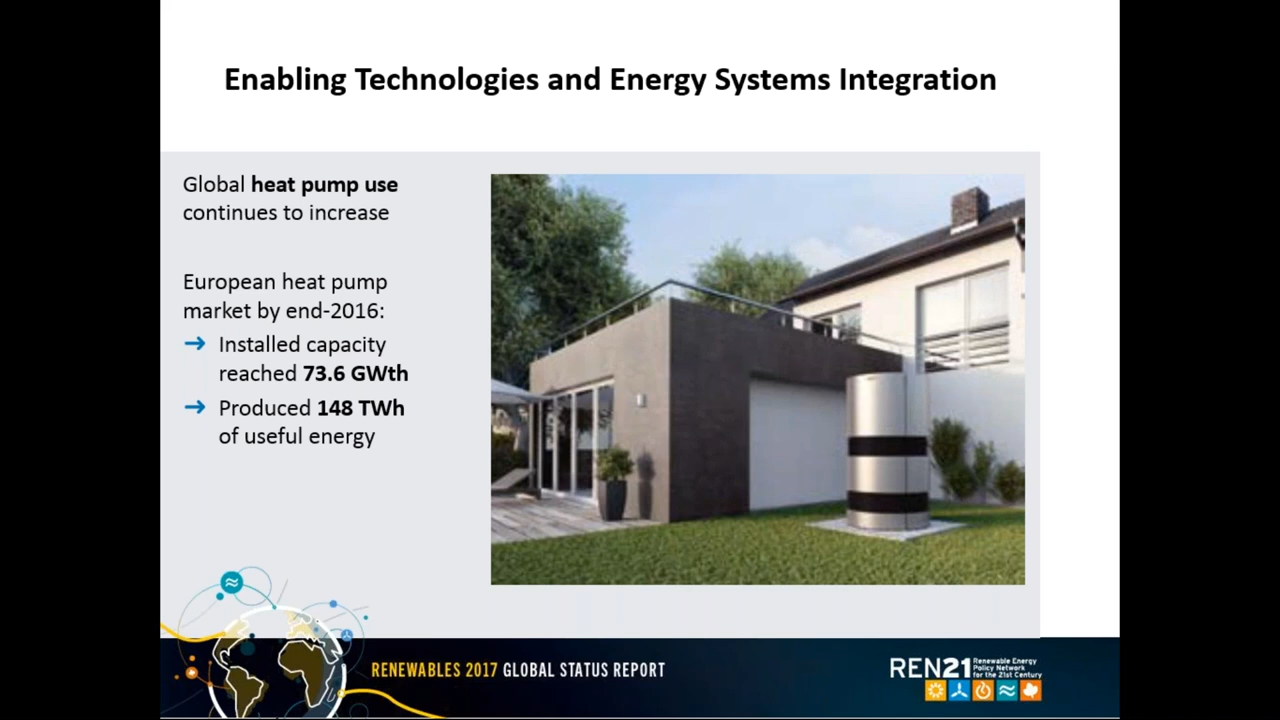 Enabling Technologies and Energy Systems Integration
Global heat pump use
continues to increase
European heat pump
market by end-2016:
→ Installed capacity
reached 73.6 GWth
→ Produced 148 TWh
of useful energy
RENEWABLES 2017 GLOBAL STATUS REPORT
REN21
Renewable Energy
Policy Network
for the 21st Century